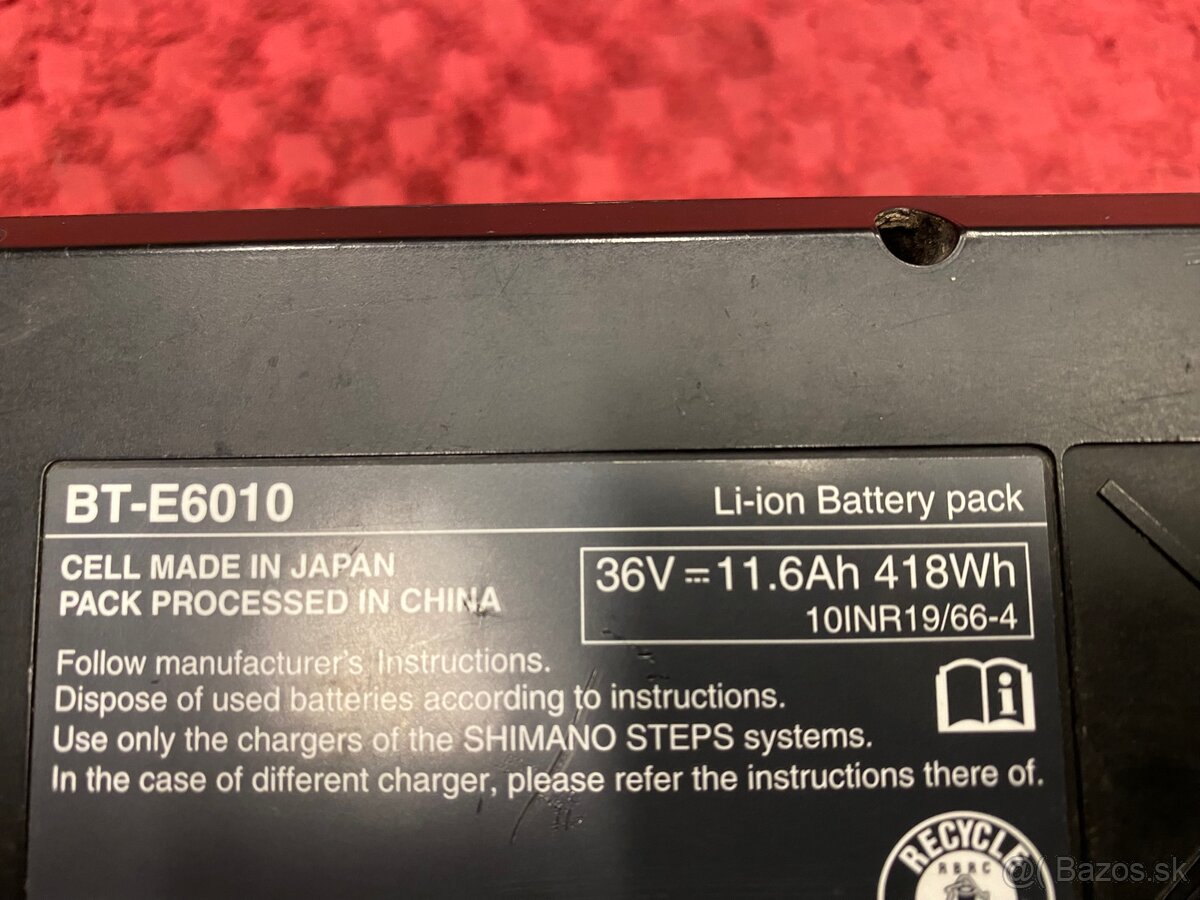 BT-E6010
Li-ion Battery pack
CELL MADE IN JAPAN
PACK PROCESSED IN CHINA
36V⎓11.6Ah 418Wh
10INR19/66-4
Follow manufacturer's Instructions.
Dispose of used batteries according to instructions.
Use only the chargers of the SHIMANO STEPS systems.
In the case of different charger, please refer the instructions there of.
RECYCLE
RBRC
@( Bazos.sk